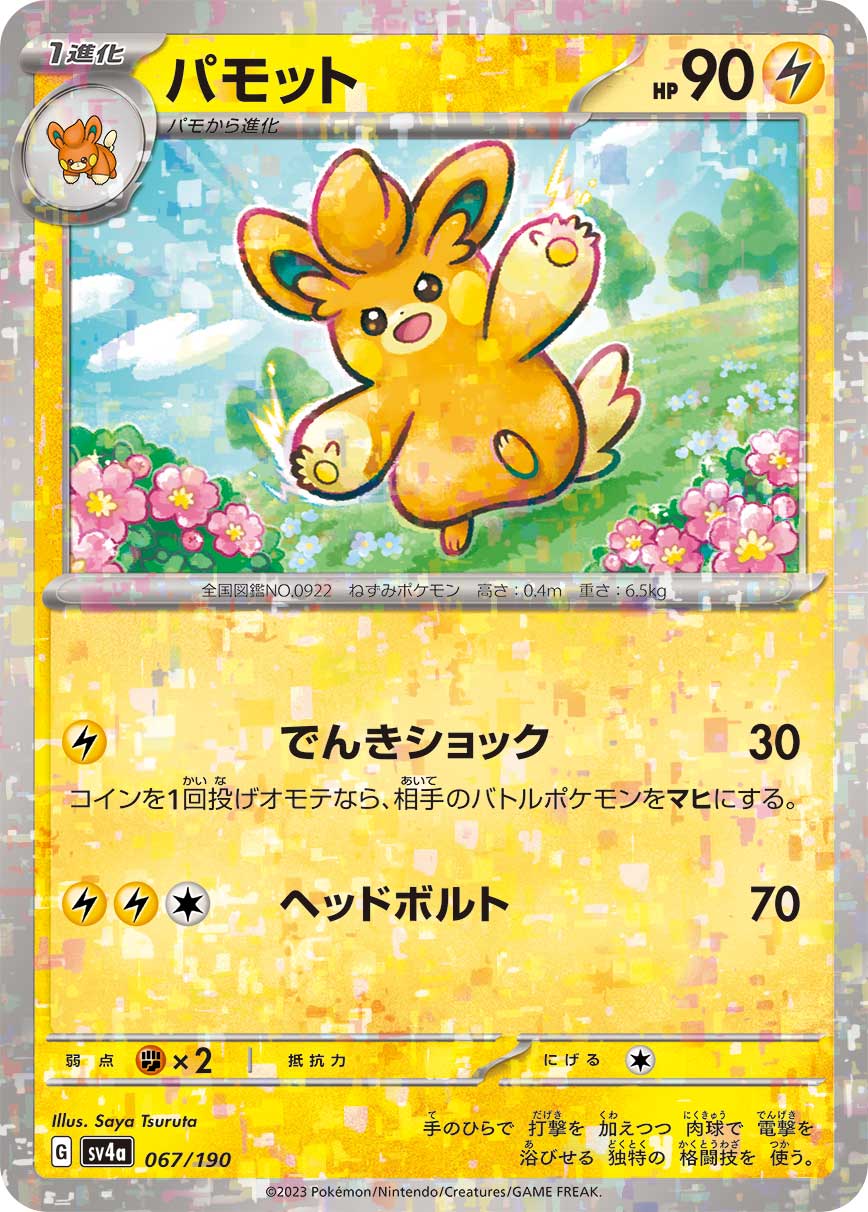 1進化
パモット
HP 90
パモから進化
全国図鑑NO.0922 ねずみポケモン 高さ：0.4m 重さ：6.5kg
でんきショック 30
コインを1回投げオモテなら、相手のバトルポケモンをマヒにする。
ヘッドボルト 70
弱点 ×2 抵抗力 にげる
Illus. Saya Tsuruta
手のひらで 打撃を 加えつつ 肉球で 電撃を
浴びせる 独特の 格闘技を 使う。
G sv4a 067/190
©2023 Pokémon/Nintendo/Creatures/GAME FREAK.